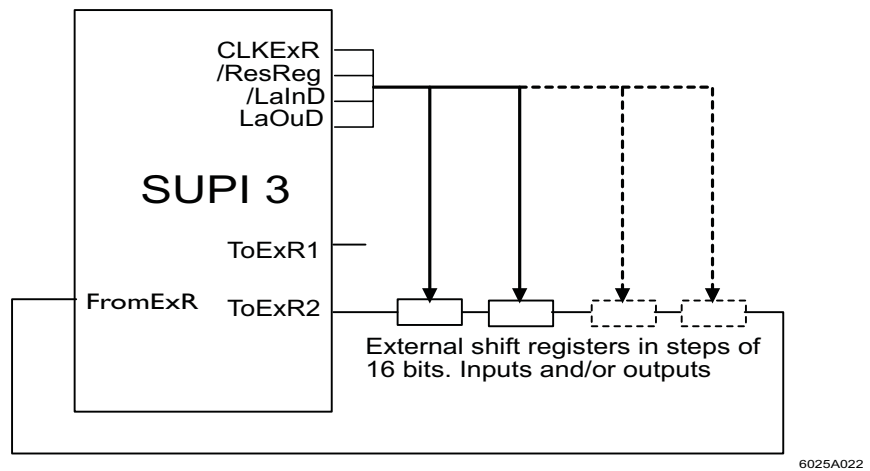 CLKExR
/ResReg
/LaInD
LaOuD
SUPI 3
ToExR1
FromExR
ToExR2
External shift registers in steps of
16 bits. Inputs and/or outputs
6025A022